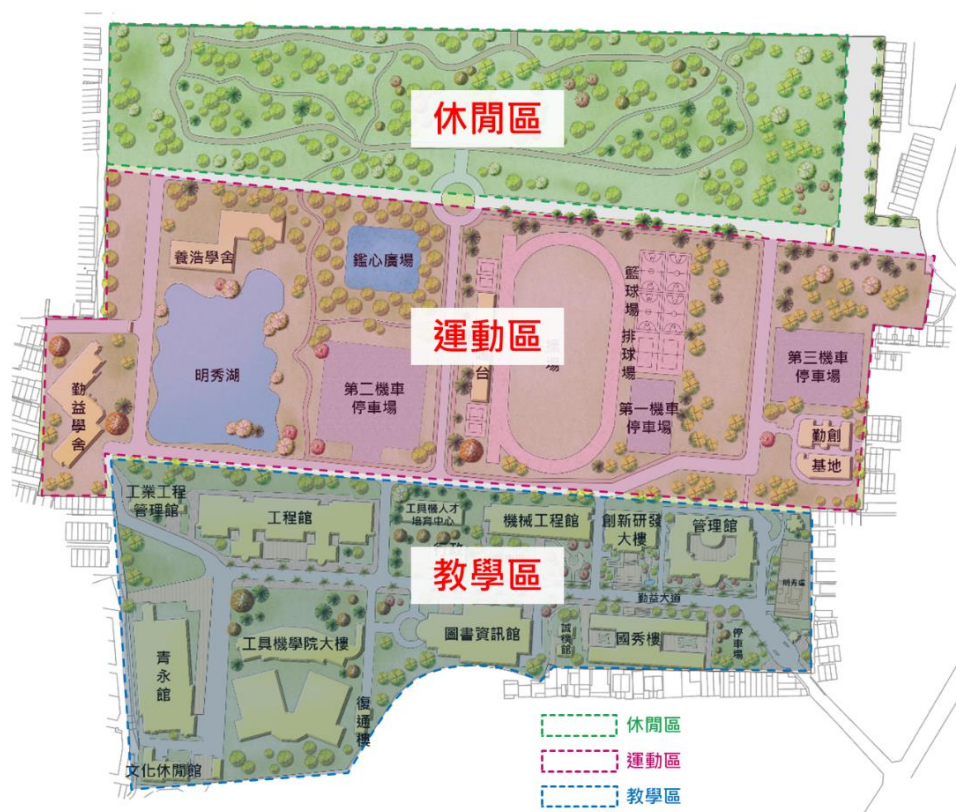 休閒區
養浩學舍
鑑心廣場
籃球場
運動區
明秀湖
第二機車
停車場
台
排球場
第三機車
停車場
第一機車
停車場
勤益學舍
勤創
基地
工業工程
管理館
工程館
工具機人才
培育中心
機械工程館
創新研發
大樓
管理館
教學區
勤益大道
圖書資訊館
誠樸館
國秀樓
停車場
工具機學院大樓
青永館
復通樓
文化休閒館
休閒區
運動區
教學區